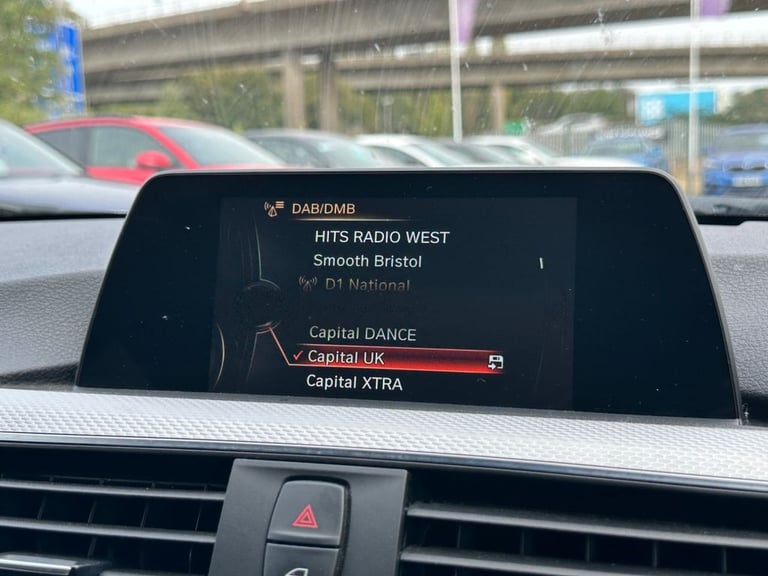 DAB/DMB
HITS RADIO WEST
Smooth Bristol
D1 National
Capital DANCE
Capital UK
Capital XTRA